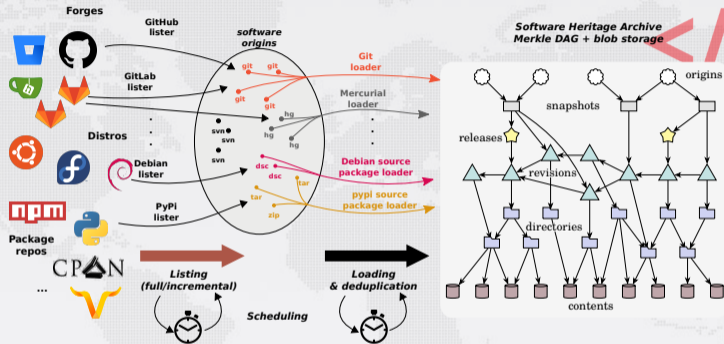 Forges
GitHub
lister
software
origins
Software Heritage Archive
Merkle DAG + blob storage
git
git
git
git
Git
loader
GitLab
lister
Mercurial
loader
hg
hg
hg
svn
svn
svn
Distros
Debian
lister
dsc
dsc
Debian source
package loader
tar
tar
zip
pypi source
package loader
PyPi
lister
npm
Package
repos
CPAN
...
Listing
(full/incremental)
Loading
& deduplication
Scheduling
origins
snapshots
releases
revisions
directories
contents